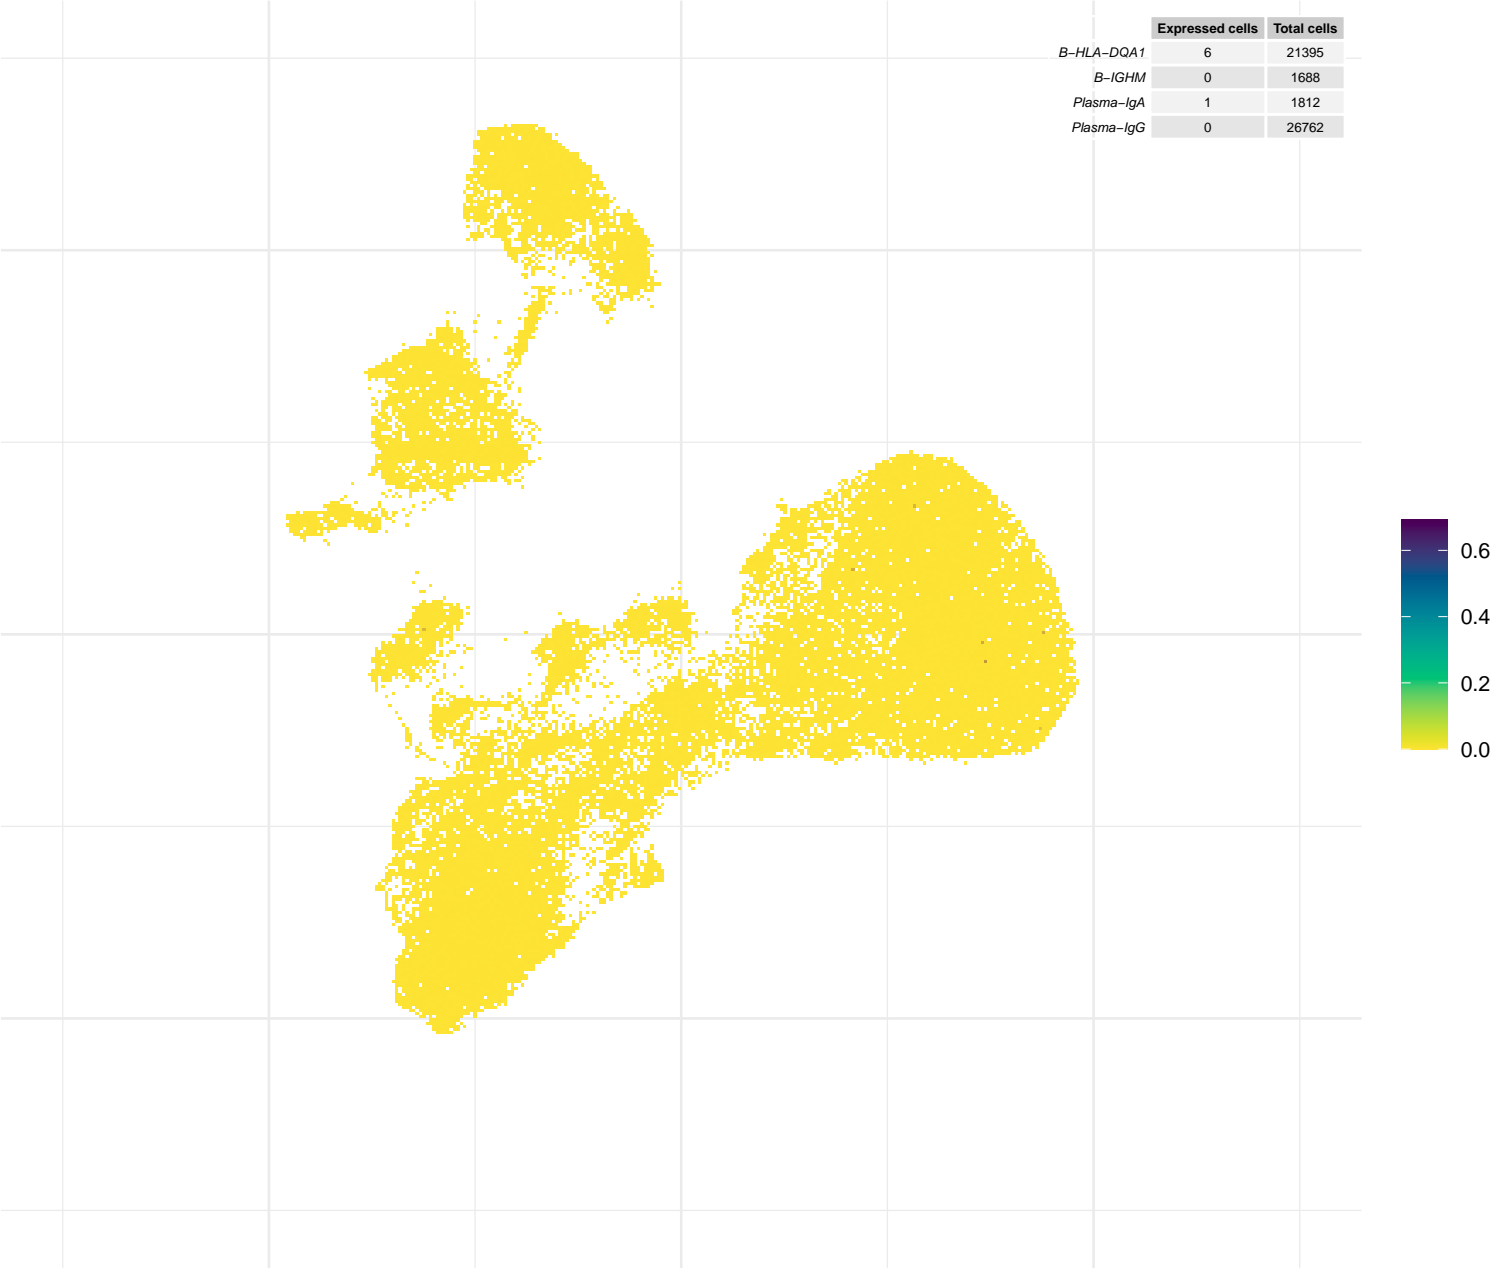 Expressed cells Total cells
B–HLA–DQA1 6 21395
B–IGHM 0 1688
Plasma–IgA 1 1812
Plasma–IgG 0 26762
0.6
0.4
0.2
0.0